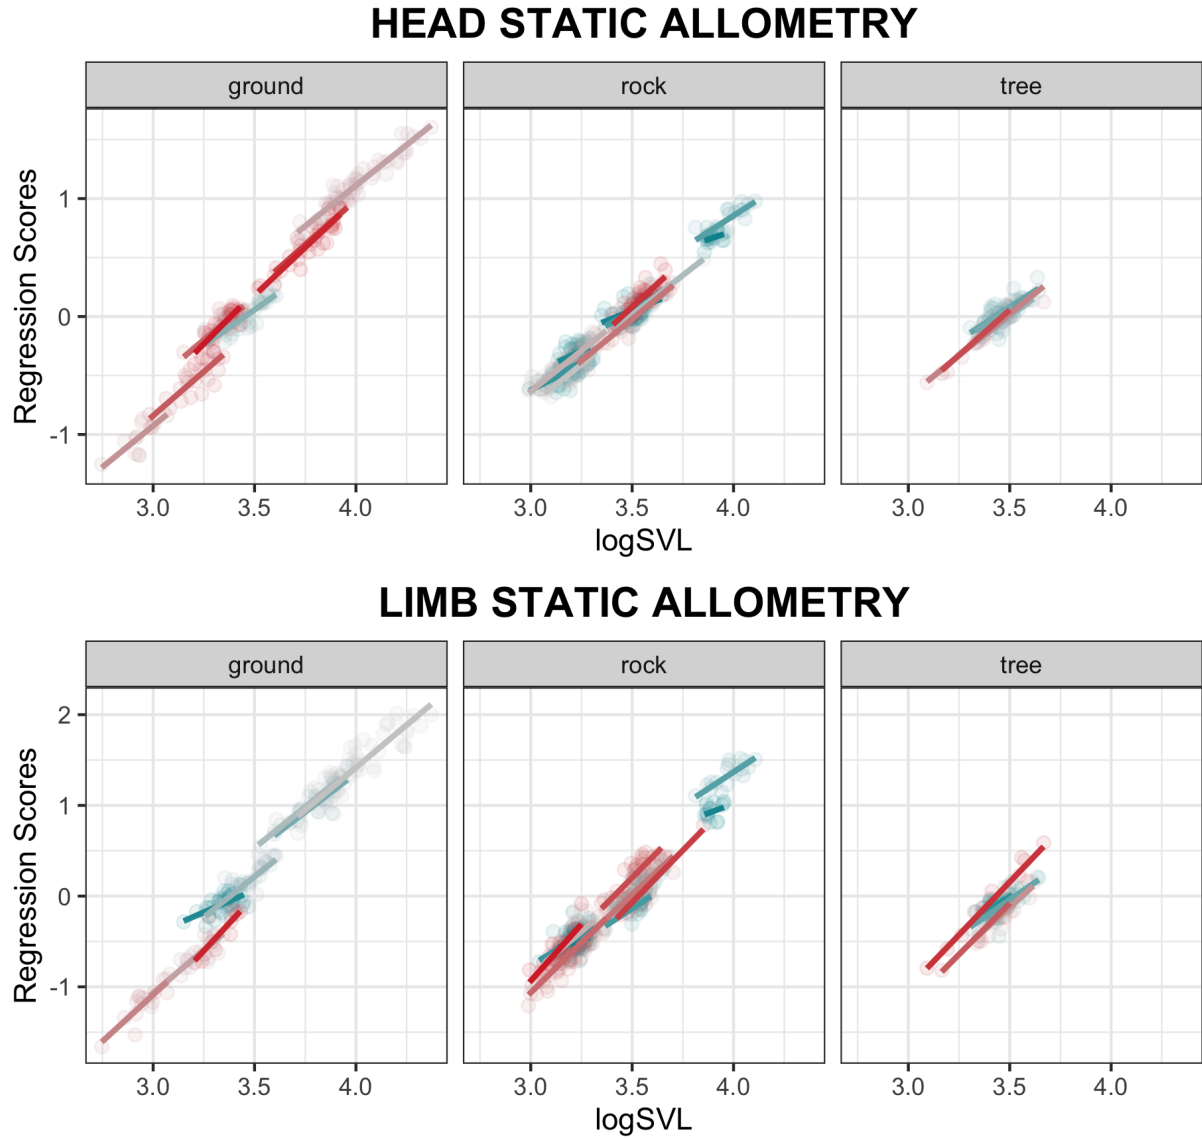 HEAD STATIC ALLOMETRY
ground rock tree
Regression Scores
1
0
-1
3.0 3.5 4.0 3.0 3.5 4.0 3.0 3.5 4.0
logSVL
LIMB STATIC ALLOMETRY
ground rock tree
Regression Scores
2
1
0
-1
3.0 3.5 4.0 3.0 3.5 4.0 3.0 3.5 4.0
logSVL